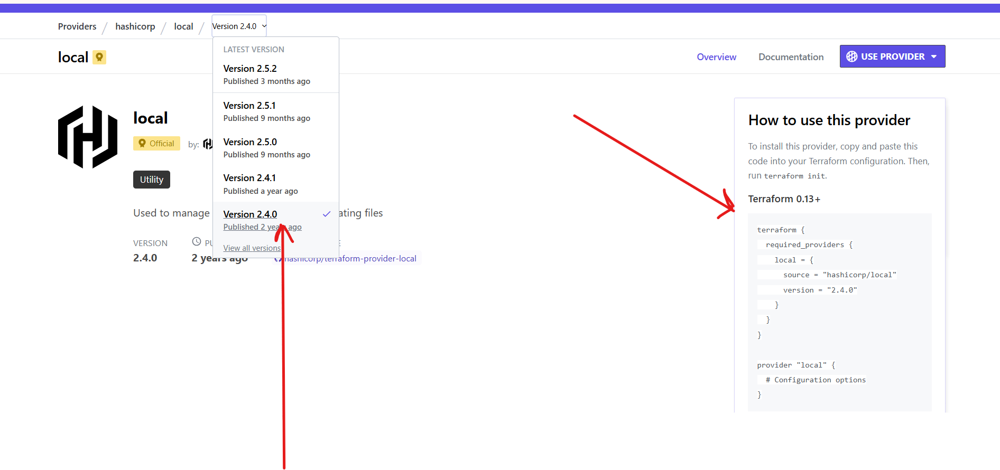 Providers / hashicorp / local / Version 2.4.0
local
Overview
Documentation
USE PROVIDER
LATEST VERSION
Version 2.5.2
Published 3 months ago
Version 2.5.1
Published 9 months ago
Version 2.5.0
Published 9 months ago
Version 2.4.1
Published a year ago
Version 2.4.0
Published 2 years ago
View all versions
local
Official
by:
Utility
Used to manage
ating files
VERSION
2.4.0
2 years ago
hashicorp/terraform-provider-local
How to use this provider
To install this provider, copy and paste this
code into your Terraform configuration. Then,
run terraform init.
Terraform 0.13+
terraform {
required_providers {
local = {
source = "hashicorp/local"
version = "2.4.0"
}
}
}
provider "local" {
# Configuration options
}